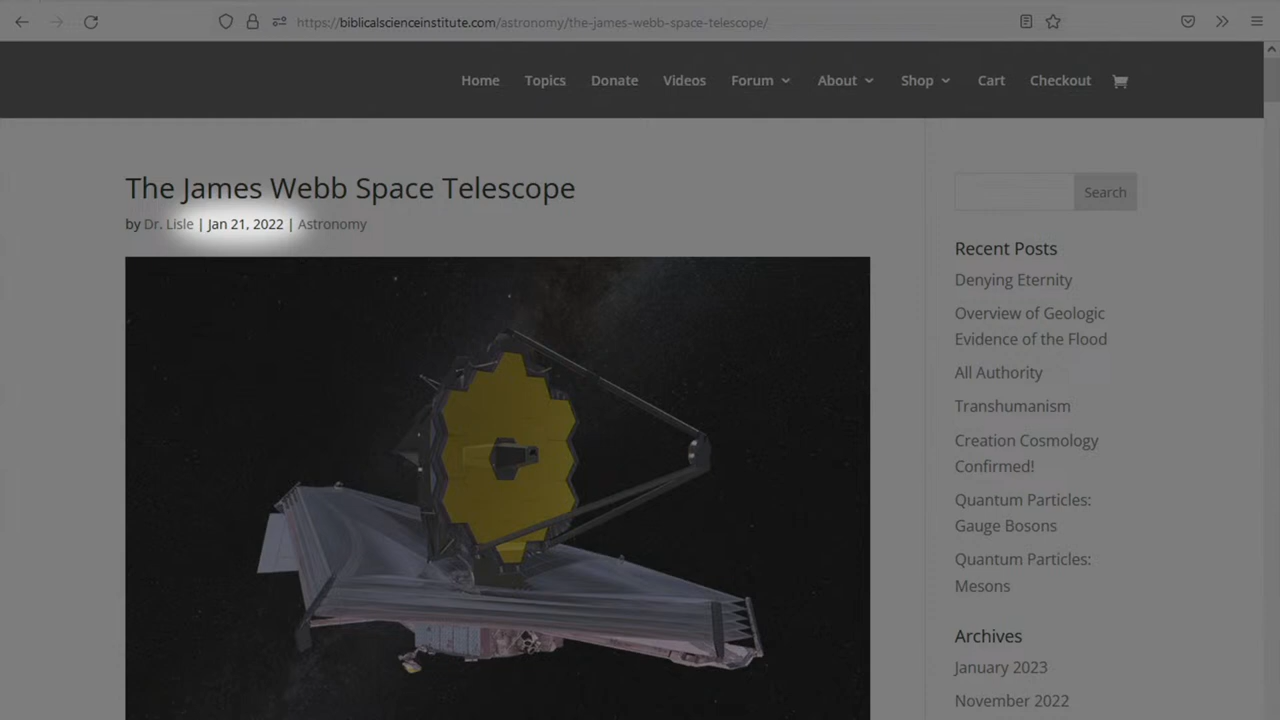 https://biblicalscienceinstitute.com/astronomy/the-james-webb-space-telescope/
Home Topics Donate Videos Forum About Shop Cart Checkout
The James Webb Space Telescope
by Dr. Lisle | Jan 21, 2022 | Astronomy
Search
Recent Posts
Denying Eternity
Overview of Geologic
Evidence of the Flood
All Authority
Transhumanism
Creation Cosmology
Confirmed!
Quantum Particles:
Gauge Bosons
Quantum Particles:
Mesons
Archives
January 2023
November 2022